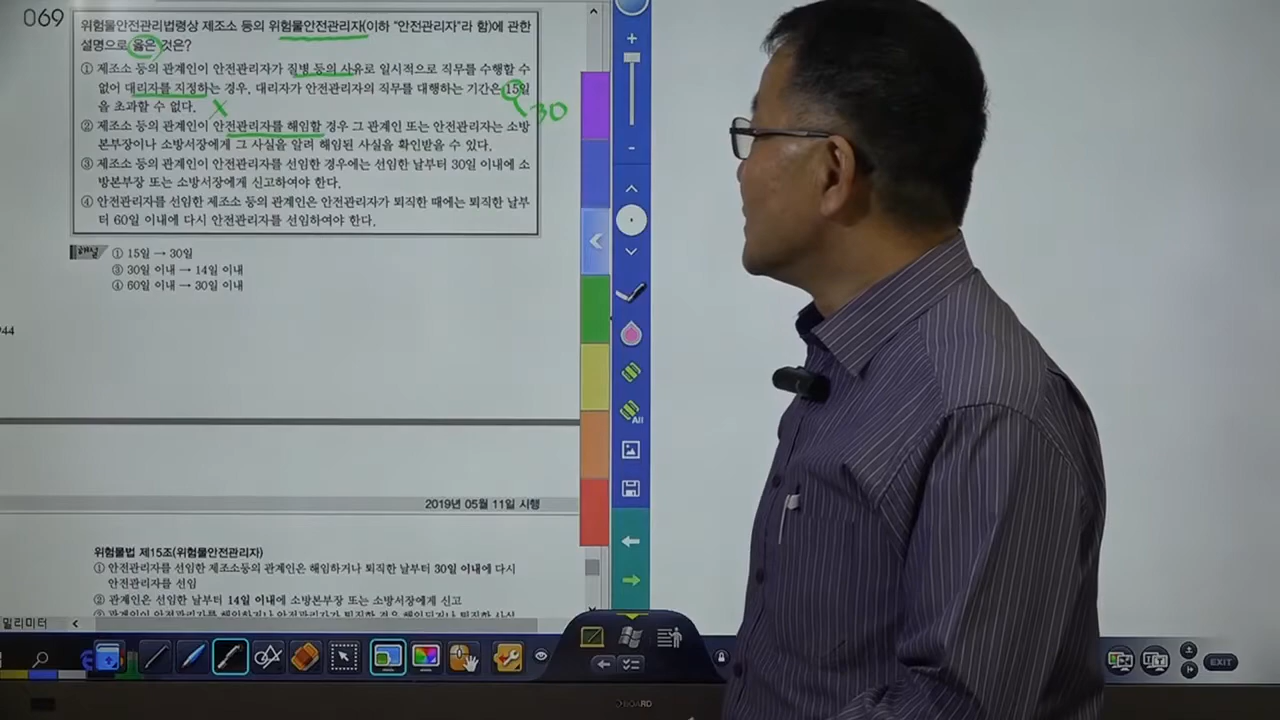 069
위험물안전관리법령상 제조소 등의 위험물안전관리자(이하 "안전관리자"라 함)에 관한
설명으로 옳은 것은?
① 제조소 등의 관계인이 안전관리자가 질병 등의 사유로 일시적으로 직무를 수행할 수
없어 대리자를 지정하는 경우, 대리자가 안전관리자의 직무를 대행하는 기간은 15일
을 초과할 수 없다.
X
30
② 제조소 등의 관계인이 안전관리자를 해임할 경우 그 관계인 또는 안전관리자는 소방
본부장이나 소방서장에게 그 사실을 알려 해임된 사실을 확인받을 수 있다.
③ 제조소 등의 관계인이 안전관리자를 선임한 경우에는 선임한 날부터 30일 이내에 소
방본부장 또는 소방서장에게 신고하여야 한다.
④ 안전관리자를 선임한 제조소 등의 관계인은 안전관리자가 퇴직한 때에는 퇴직한 날부
터 60일 이내에 다시 안전관리자를 선임하여야 한다.
해설 ① 15일 → 30일
③ 30일 이내 → 14일 이내
④ 60일 이내 → 30일 이내
944
2019년 05월 11일 시행
위험물법 제15조(위험물안전관리자)
① 안전관리자를 선임한 제조소등의 관계인은 해임하거나 퇴직한 날부터 30일 이내에 다시
안전관리자를 선임
② 관계인은 선임한 날부터 14일 이내에 소방본부장 또는 소방서장에게 신고
밀리미터
All
EXIT